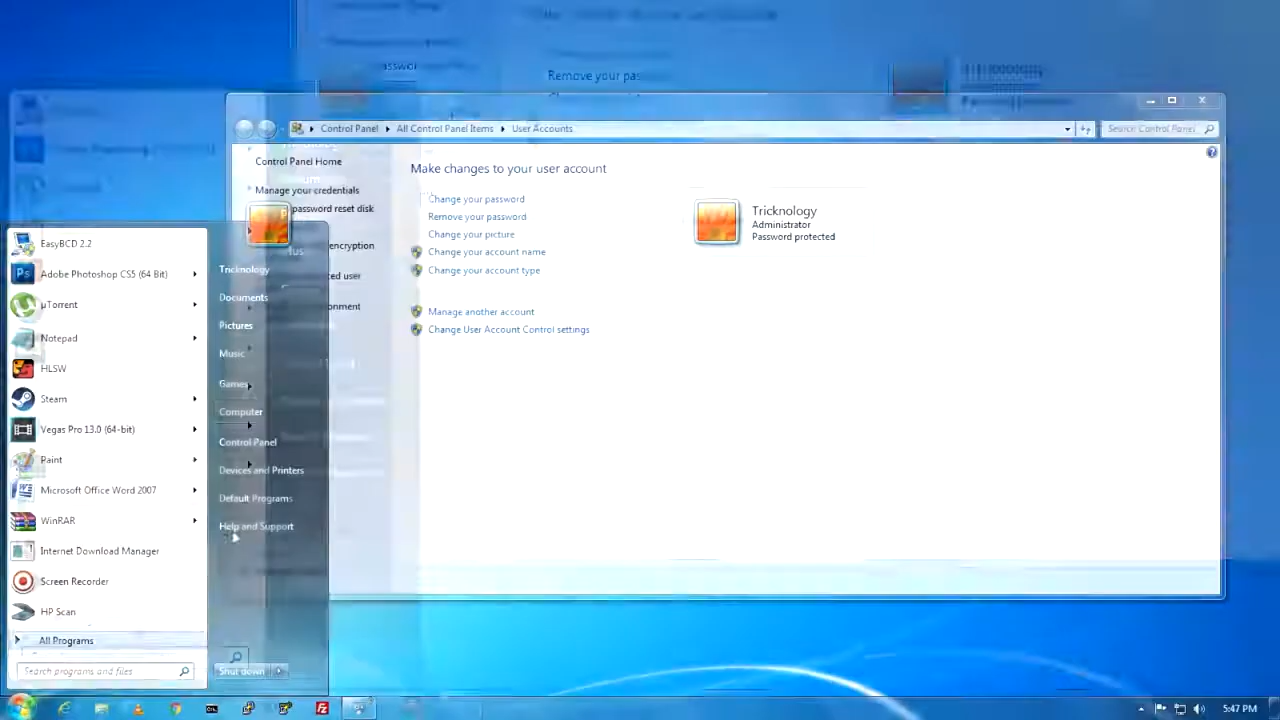 Remove your pas
Control Panel All Control Panel Items User Accounts
Search Control Panel
Control Panel Home
Make changes to your user account
Manage your credentials
password reset disk
encryption
ed user
onment
Change your password
Remove your password
Change your picture
Change your account name
Change your account type
Manage another account
Change User Account Control settings
Tricknology
Administrator
Password protected
EasyBCD 2.2
Adobe Photoshop CS5 (64 Bit)
µTorrent
Notepad
HLSW
Steam
Vegas Pro 13.0 (64-bit)
Paint
Microsoft Office Word 2007
WinRAR
Internet Download Manager
Screen Recorder
HP Scan
All Programs
Search programs and files
Tricknology
Documents
Pictures
Music
Games
Computer
Control Panel
Devices and Printers
Default Programs
Help and Support
Shut down
5:47 PM